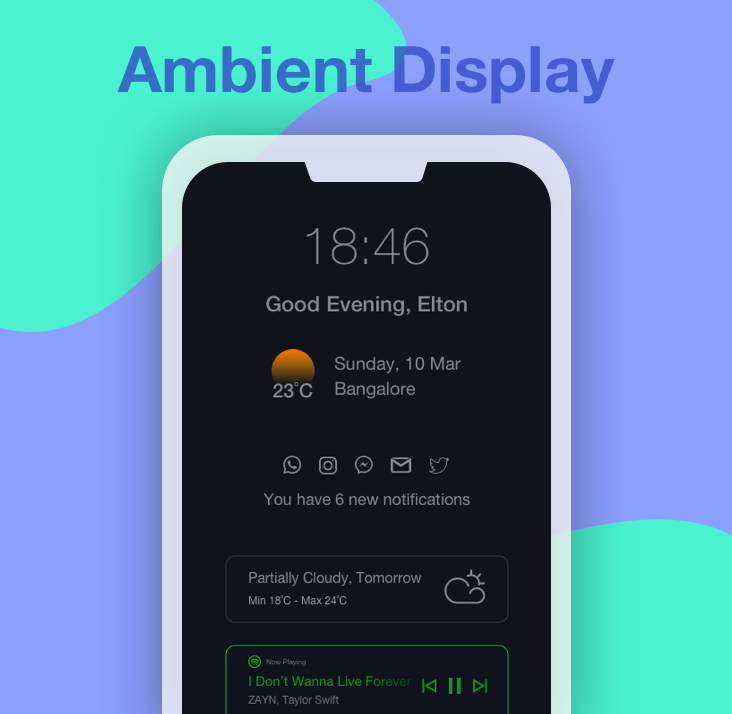 Ambient Display
18:46
Good Evening, Elton
23°C
Sunday, 10 Mar
Bangalore
You have 6 new notifications
Partially Cloudy, Tomorrow
Min 18°C - Max 24°C
Now Playing
I Don't Wanna Live Forever
ZAYN, Taylor Swift